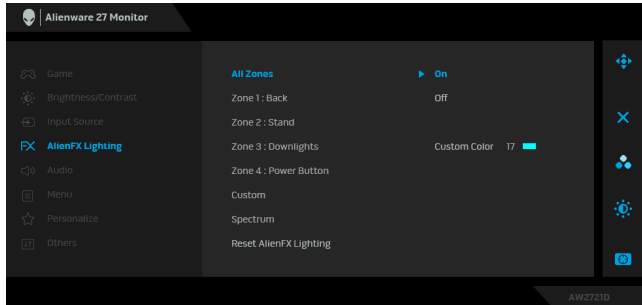 Alienware 27 Monitor
Game
Brightness/Contrast
Input Source
FX AlienFX Lighting
Audio
Menu
Personalize
Others
All Zones On
Zone 1 : Back Off
Zone 2 : Stand
Zone 3 : Downlights Custom Color 17
Zone 4 : Power Button
Custom
Spectrum
Reset AlienFX Lighting
AW2721D